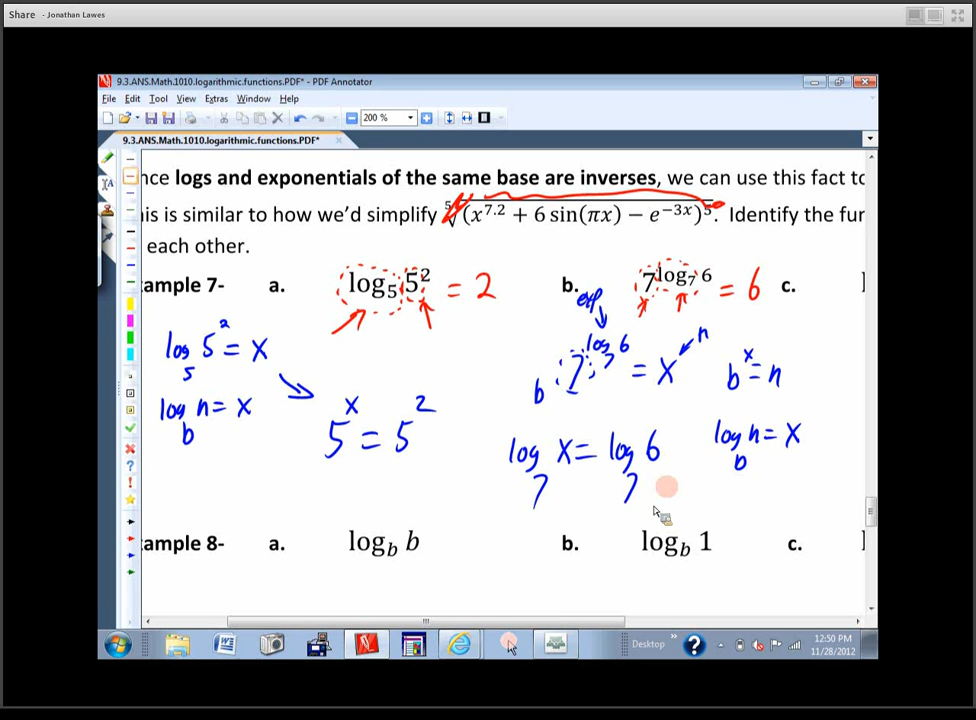 Share - Jonathan Lawes
9.3.ANS.Math.1010.logarithmic.functions.PDF* - PDF Annotator
File Edit Tool View Extras Window Help
200 %
9.3.ANS.Math.1010.logarithmic.functions.PDF*
nce logs and exponentials of the same base are inverses, we can use this fact to
is is similar to how we'd simplify ⁵√(x^7.2 + 6 sin(πx) − e^−3x)^5. Identify the fun
each other.
ample 7- a. log₅ 5² = 2 b. 7^log₇ 6 = 6 c.
exp
log₅ 5² = x
b 7^log₇ 6 = x n b^x = n
log_b n = x
5^x = 5^2
log₇ x = log₇ 6 log_b n = x
ample 8- a. log_b b b. log_b 1 c.
Desktop
12:50 PM
11/28/2012